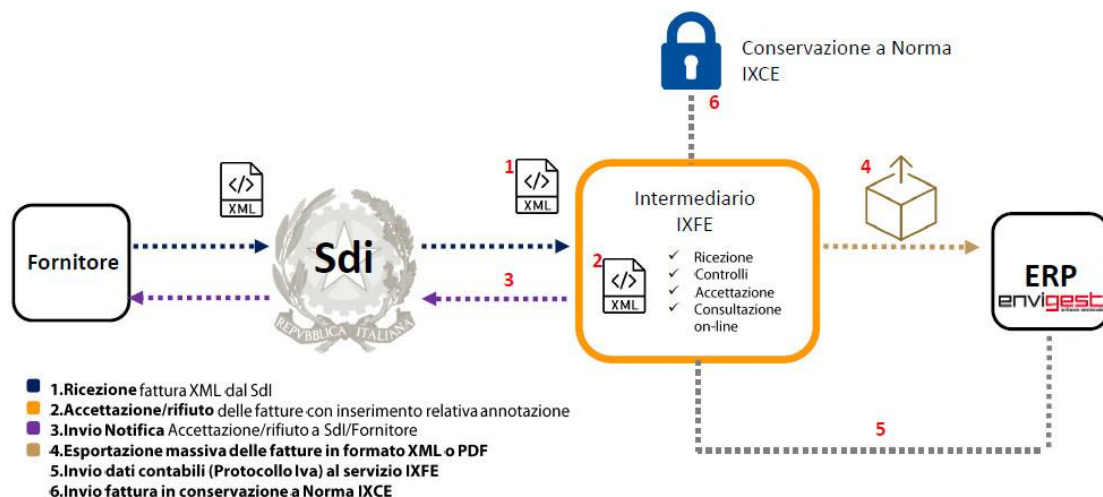 Conservazione a Norma
IXCE
6
</>
XML
1
</>
XML
4
Intermediario
IXFE
Fornitore
Sdi
2
</>
XML
✓ Ricezione
✓ Controlli
✓ Accettazione
✓ Consultazione
on-line
3
ERP
envigest
REPVBBLICA ITALIANA
1.Ricezione fattura XML dal SdI
2.Accettazione/rifiuto delle fatture con inserimento relativa annotazione
3.Invio Notifica Accettazione/rifiuto a SdI/Fornitore
4.Esportazione massiva delle fatture in formato XML o PDF
5.Invio dati contabili (Protocollo Iva) al servizio IXFE
6.Invio fattura in conservazione a Norma IXCE
5